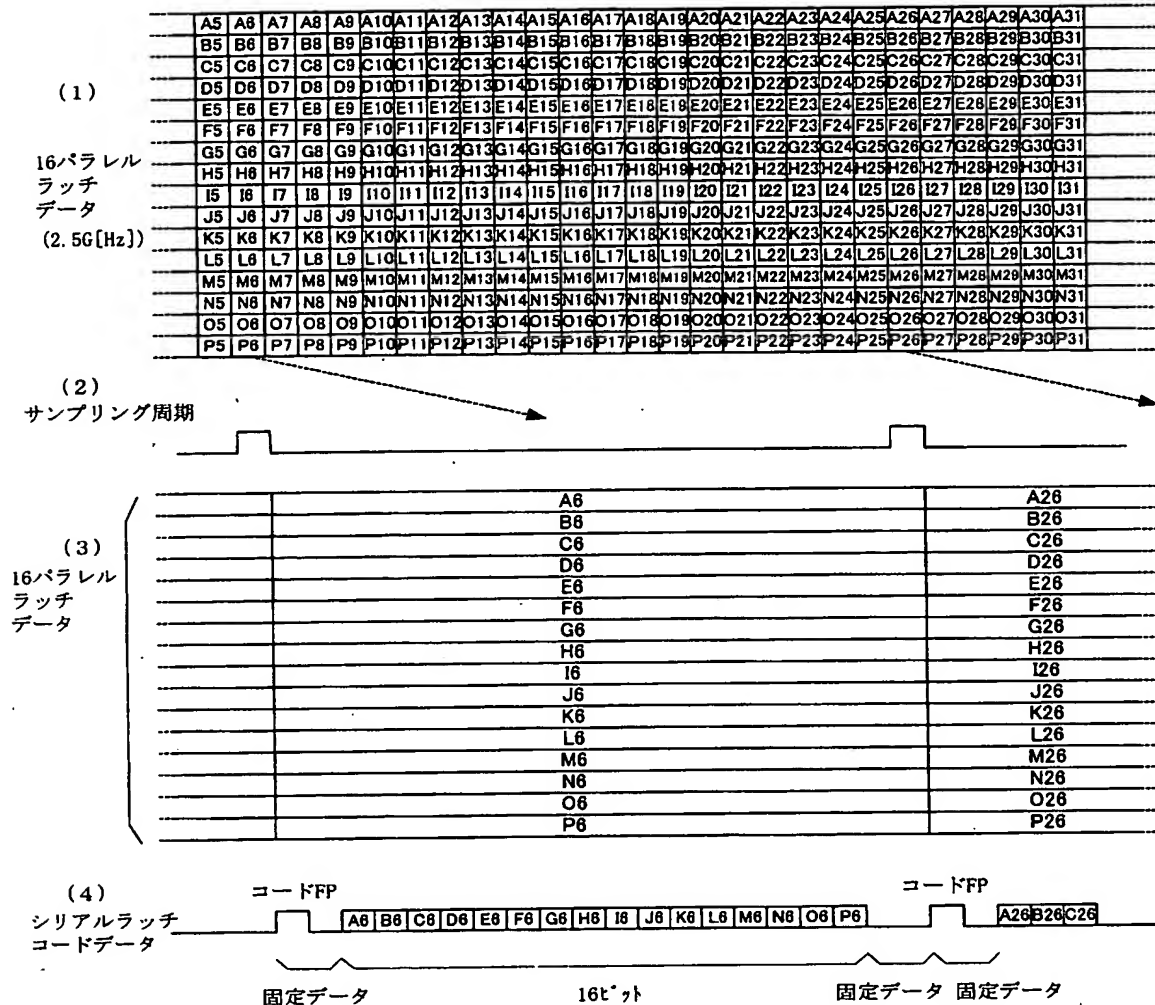 A5 A6 A7 A8 A9 A10 A11 A12 A13 A14 A15 A16 A17 A18 A19 A20 A21 A22 A23 A24 A25 A26 A27 A28 A29 A30 A31
B5 B6 B7 B8 B9 B10 B11 B12 B13 B14 B15 B16 B17 B18 B19 B20 B21 B22 B23 B24 B25 B26 B27 B28 B29 B30 B31
C5 C6 C7 C8 C9 C10 C11 C12 C13 C14 C15 C16 C17 C18 C19 C20 C21 C22 C23 C24 C25 C26 C27 C28 C29 C30 C31
(1)
D5 D6 D7 D8 D9 D10 D11 D12 D13 D14 D15 D16 D17 D18 D19 D20 D21 D22 D23 D24 D25 D26 D27 D28 D29 D30 D31
E5 E6 E7 E8 E9 E10 E11 E12 E13 E14 E15 E16 E17 E18 E19 E20 E21 E22 E23 E24 E25 E26 E27 E28 E29 E30 E31
F5 F6 F7 F8 F9 F10 F11 F12 F13 F14 F15 F16 F17 F18 F19 F20 F21 F22 F23 F24 F25 F26 F27 F28 F29 F30 F31
G5 G6 G7 G8 G9 G10 G11 G12 G13 G14 G15 G16 G17 G18 G19 G20 G21 G22 G23 G24 G25 G26 G27 G28 G29 G30 G31
16パラレル
H5 H6 H7 H8 H9 H10 H11 H12 H13 H14 H15 H16 H17 H18 H19 H20 H21 H22 H23 H24 H25 H26 H27 H28 H29 H30 H31
ラッチ
I5 I6 I7 I8 I9 I10 I11 I12 I13 I14 I15 I16 I17 I18 I19 I20 I21 I22 I23 I24 I25 I26 I27 I28 I29 I30 I31
データ
J5 J6 J7 J8 J9 J10 J11 J12 J13 J14 J15 J16 J17 J18 J19 J20 J21 J22 J23 J24 J25 J26 J27 J28 J29 J30 J31
(2.5G[Hz])
K5 K6 K7 K8 K9 K10 K11 K12 K13 K14 K15 K16 K17 K18 K19 K20 K21 K22 K23 K24 K25 K26 K27 K28 K29 K30 K31
L5 L6 L7 L8 L9 L10 L11 L12 L13 L14 L15 L16 L17 L18 L19 L20 L21 L22 L23 L24 L25 L26 L27 L28 L29 L30 L31
M5 M6 M7 M8 M9 M10 M11 M12 M13 M14 M15 M16 M17 M18 M19 M20 M21 M22 M23 M24 M25 M26 M27 M28 M29 M30 M31
N5 N6 N7 N8 N9 N10 N11 N12 N13 N14 N15 N16 N17 N18 N19 N20 N21 N22 N23 N24 N25 N26 N27 N28 N29 N30 N31
O5 O6 O7 O8 O9 O10 O11 O12 O13 O14 O15 O16 O17 O18 O19 O20 O21 O22 O23 O24 O25 O26 O27 O28 O29 O30 O31
P5 P6 P7 P8 P9 P10 P11 P12 P13 P14 P15 P16 P17 P18 P19 P20 P21 P22 P23 P24 P25 P26 P27 P28 P29 P30 P31
(2)
サンプリング周期
A6 A26
B6 B26
(3)
C6 C26
16パラレル
D6 D26
ラッチ
E6 E26
データ
F6 F26
G6 G26
H6 H26
I6 I26
J6 J26
K6 K26
L6 L26
M6 M26
N6 N26
O6 O26
P6 P26
(4)
シリアルラッチ
コードデータ
コードFP コードFP
A6 B6 C6 D6 E6 F6 G6 H6 I6 J6 K6 L6 M6 N6 O6 P6 A26 B26 C26
固定データ 16ビット 固定データ 固定データ